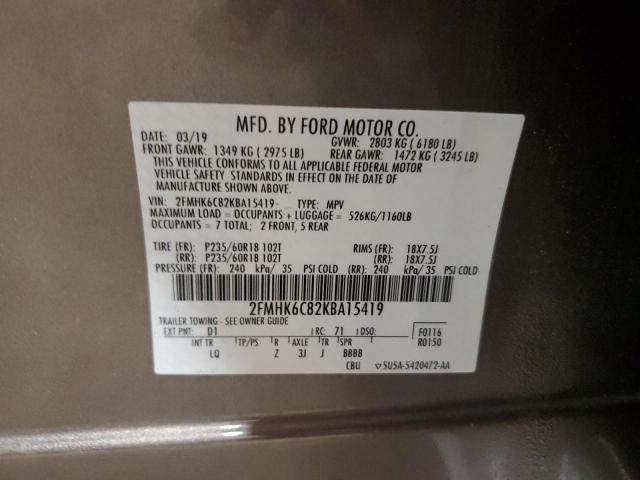 MFD. BY FORD MOTOR CO.
DATE: 03/19 GVWR: 2803 KG ( 6180 LB)
FRONT GAWR: 1349 KG ( 2975 LB) REAR GAWR: 1472 KG ( 3245 LB)
THIS VEHICLE CONFORMS TO ALL APPLICABLE FEDERAL MOTOR
VEHICLE SAFETY STANDARDS IN EFFECT ON THE DATE OF
MANUFACTURE SHOWN ABOVE.
VIN: 2FMHK6C82KBA15419 TYPE: MPV
MAXIMUM LOAD = OCCUPANTS + LUGGAGE = 526KG/1160LB
OCCUPANTS = 7 TOTAL; 2 FRONT, 5 REAR
TIRE (FR): P235/60R18 102T RIMS (FR): 18X7.5J
(RR): P235/60R18 102T (RR): 18X7.5J
PRESSURE (FR): 240 kPa/ 35 PSI COLD (RR): 240 kPa/ 35 PSI COLD
2FMHK6C82KBA15419
TRAILER TOWING - SEE OWNER GUIDE
EXT PNT: D1 RC: 71 DSO: F0116
INT TR TP/PS R AXLE TR SPR R0150
LQ Z 3J J BBBB
CBU ▽5U5A-5420472-AA